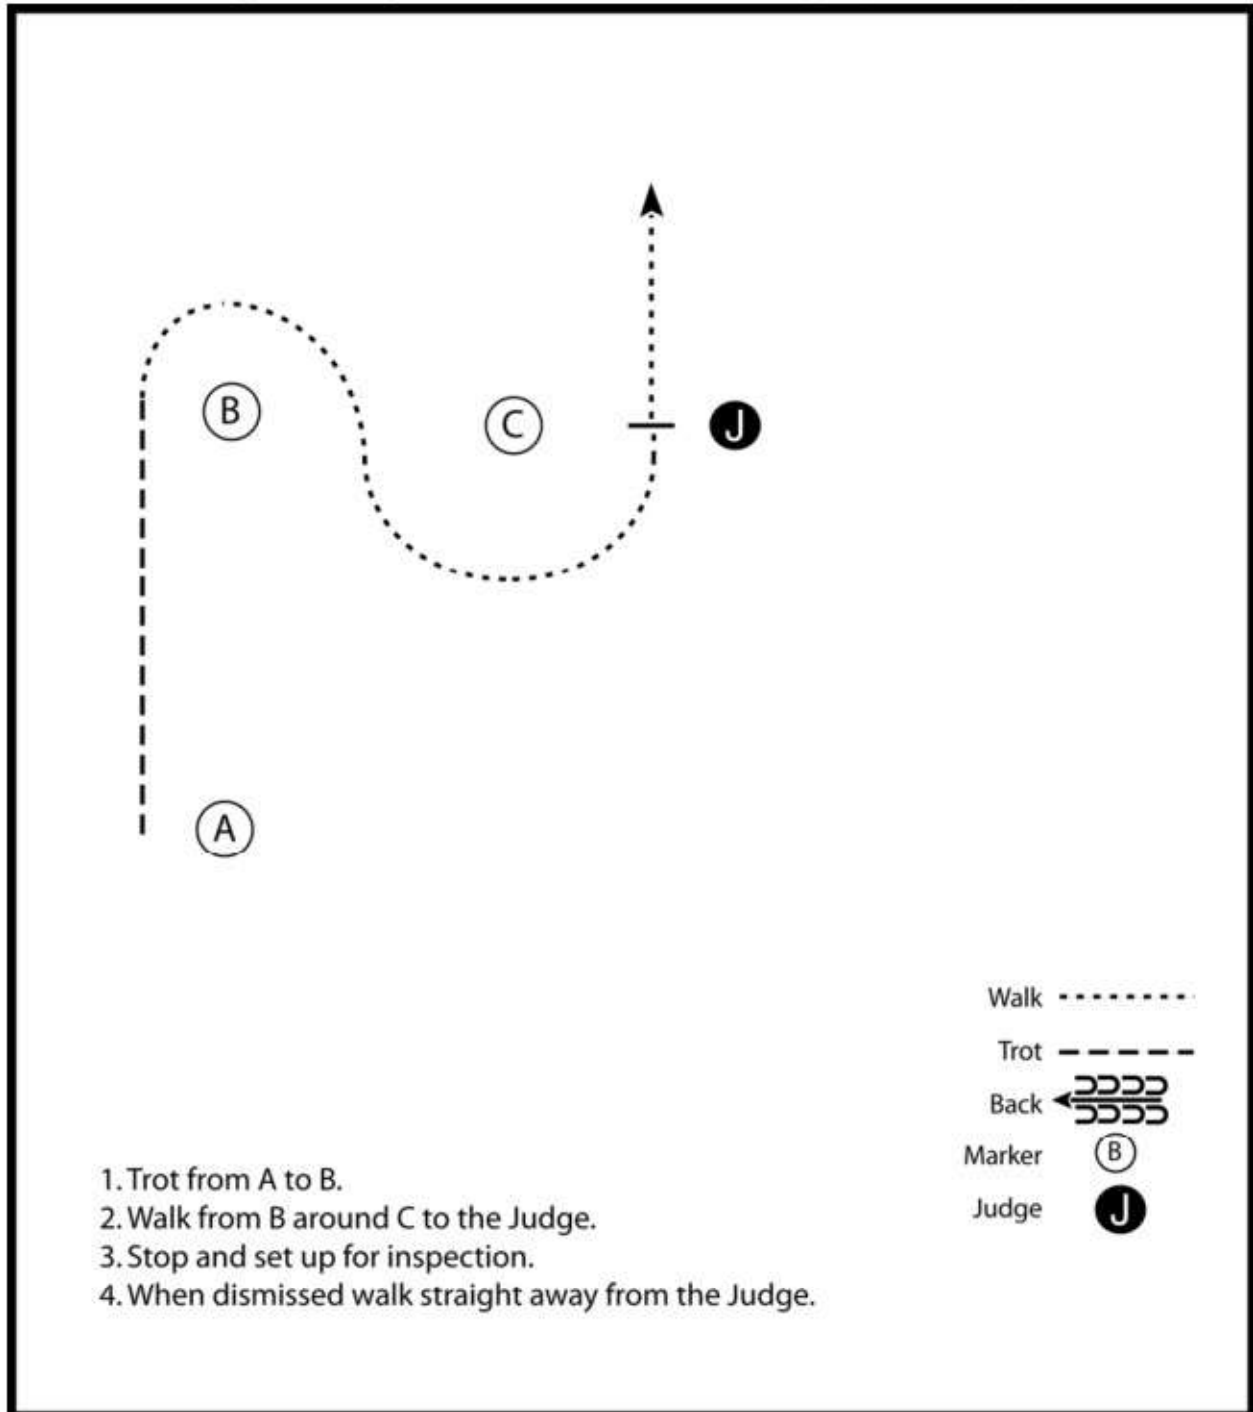 B
C
J
A
Walk
Trot
Back
Marker B
Judge J
1. Trot from A to B.
2. Walk from B around C to the Judge.
3. Stop and set up for inspection.
4. When dismissed walk straight away from the Judge.